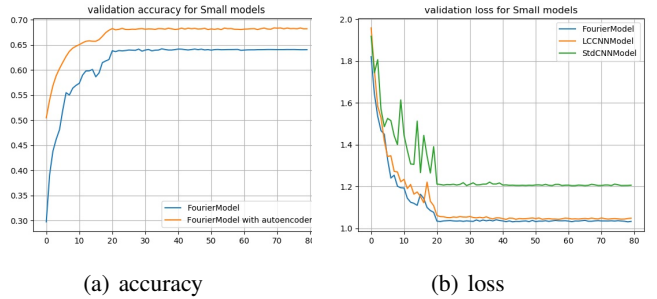 validation accuracy for Small models
0.70
0.65
0.60
0.55
0.50
0.45
0.40
0.35
0.30
0 10 20 30 40 50 60 70 80
FourierModel
FourierModel with autoencoder
(a) accuracy
validation loss for Small models
2.0
1.8
1.6
1.4
1.2
1.0
0 10 20 30 40 50 60 70 80
FourierModel
LCCNNModel
StdCNNModel
(b) loss